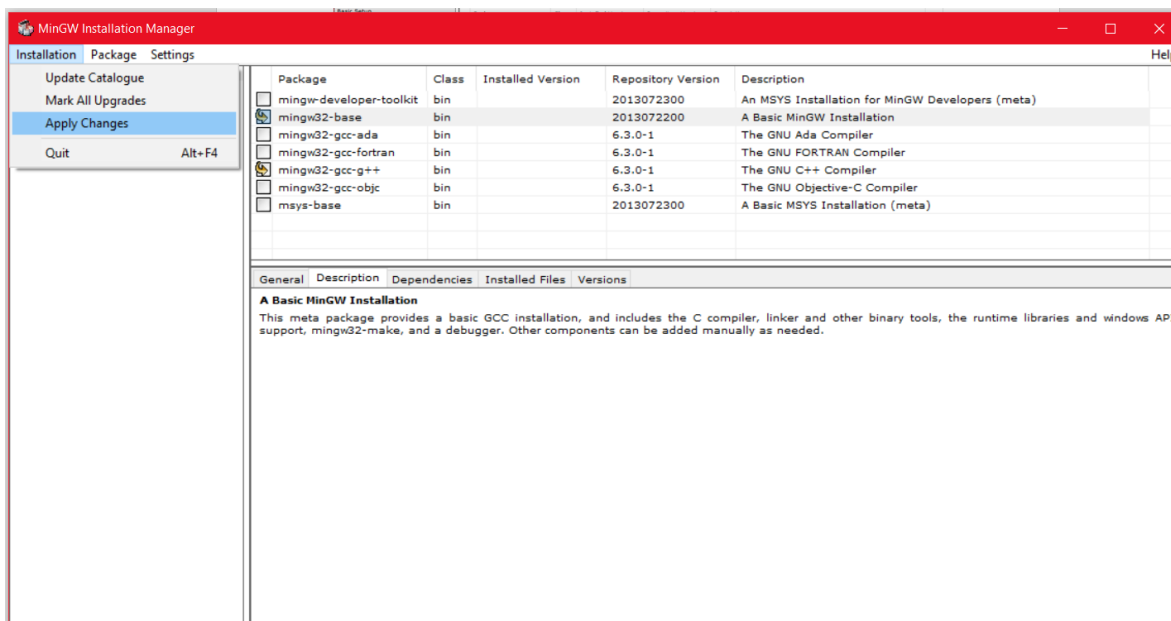 Basic Setup
MinGW Installation Manager
Installation Package Settings Help
Update Catalogue
Mark All Upgrades
Apply Changes
Quit Alt+F4
Package Class Installed Version Repository Version Description
mingw-developer-toolkit bin 2013072300 An MSYS Installation for MinGW Developers (meta)
mingw32-base bin 2013072200 A Basic MinGW Installation
mingw32-gcc-ada bin 6.3.0-1 The GNU Ada Compiler
mingw32-gcc-fortran bin 6.3.0-1 The GNU FORTRAN Compiler
mingw32-gcc-g++ bin 6.3.0-1 The GNU C++ Compiler
mingw32-gcc-objc bin 6.3.0-1 The GNU Objective-C Compiler
msys-base bin 2013072300 A Basic MSYS Installation (meta)
General Description Dependencies Installed Files Versions
A Basic MinGW Installation
This meta package provides a basic GCC installation, and includes the C compiler, linker and other binary tools, the runtime libraries and windows API
support, mingw32-make, and a debugger. Other components can be added manually as needed.